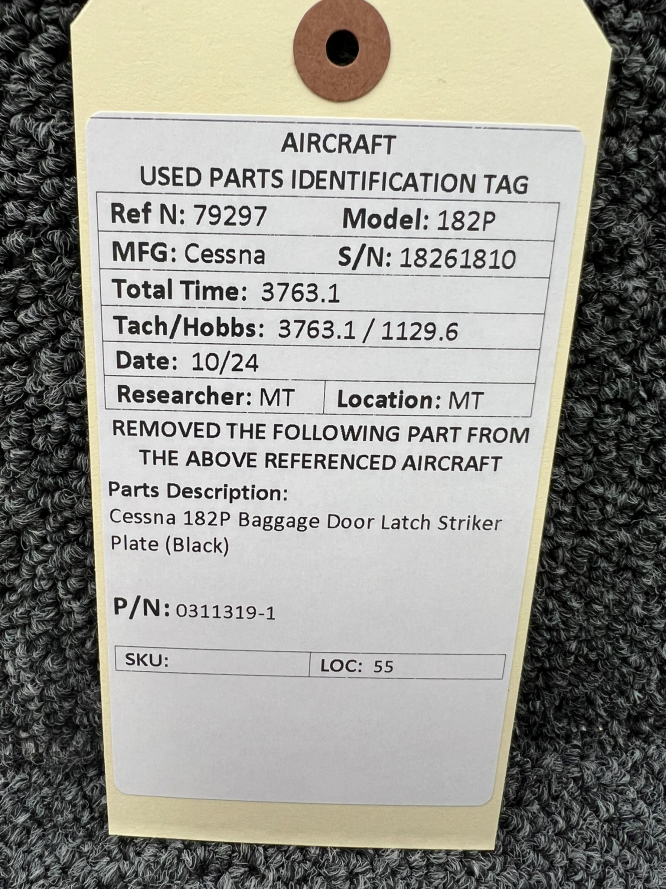 AIRCRAFT
USED PARTS IDENTIFICATION TAG
Ref N: 79297 Model: 182P
MFG: Cessna S/N: 18261810
Total Time: 3763.1
Tach/Hobbs: 3763.1 / 1129.6
Date: 10/24
Researcher: MT Location: MT
REMOVED THE FOLLOWING PART FROM
THE ABOVE REFERENCED AIRCRAFT
Parts Description:
Cessna 182P Baggage Door Latch Striker
Plate (Black)
P/N: 0311319-1
SKU: LOC: 55